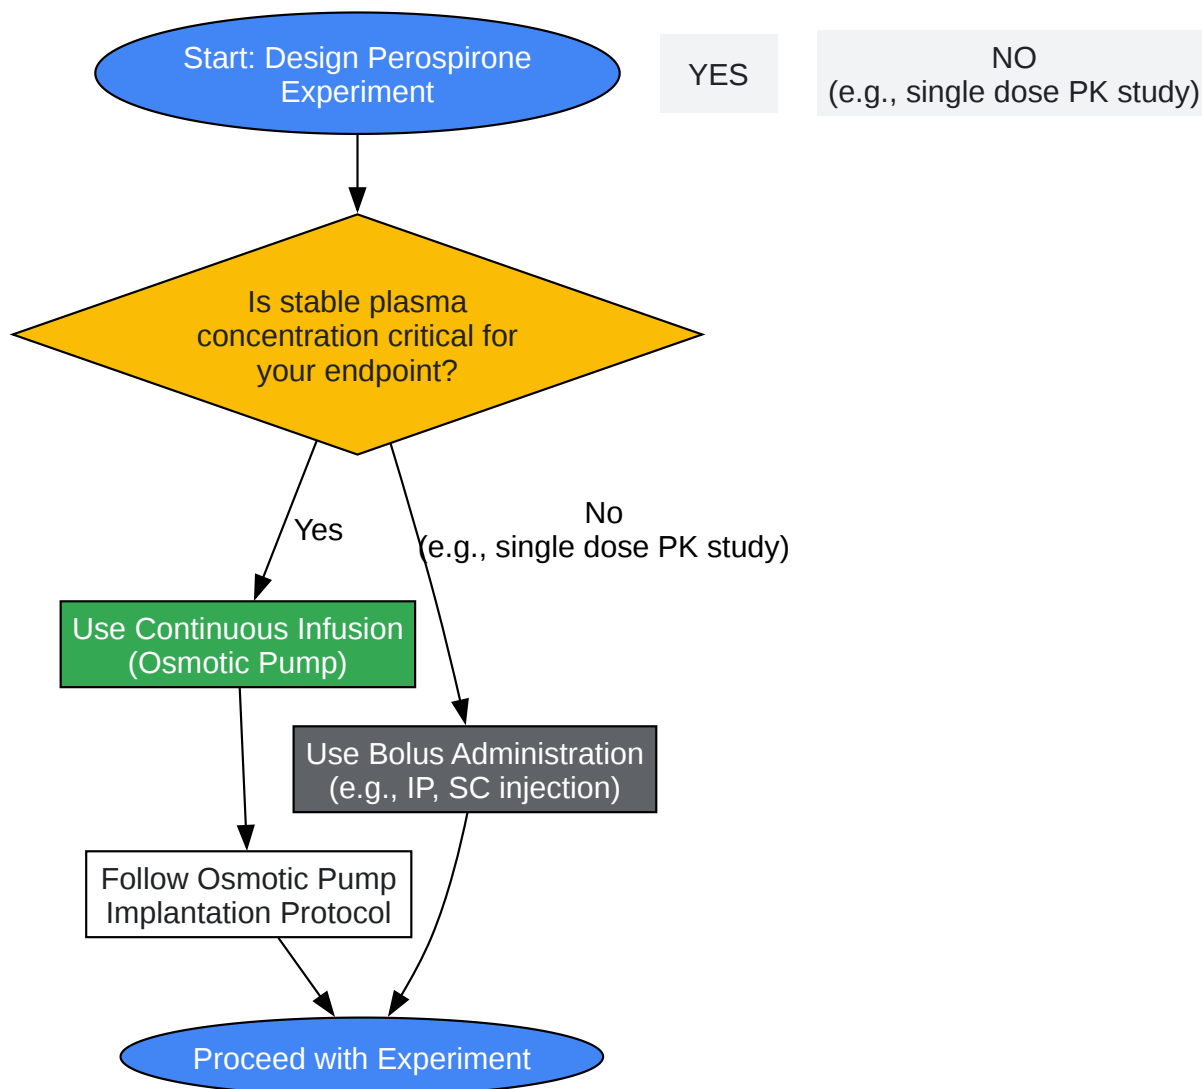 Start: Design Perospirone
Experiment
YES
NO
(e.g., single dose PK study)
Is stable plasma
concentration critical for
your endpoint?
Yes
No
(e.g., single dose PK study)
Use Continuous Infusion
(Osmotic Pump)
Use Bolus Administration
(e.g., IP, SC injection)
Follow Osmotic Pump
Implantation Protocol
Proceed with Experiment